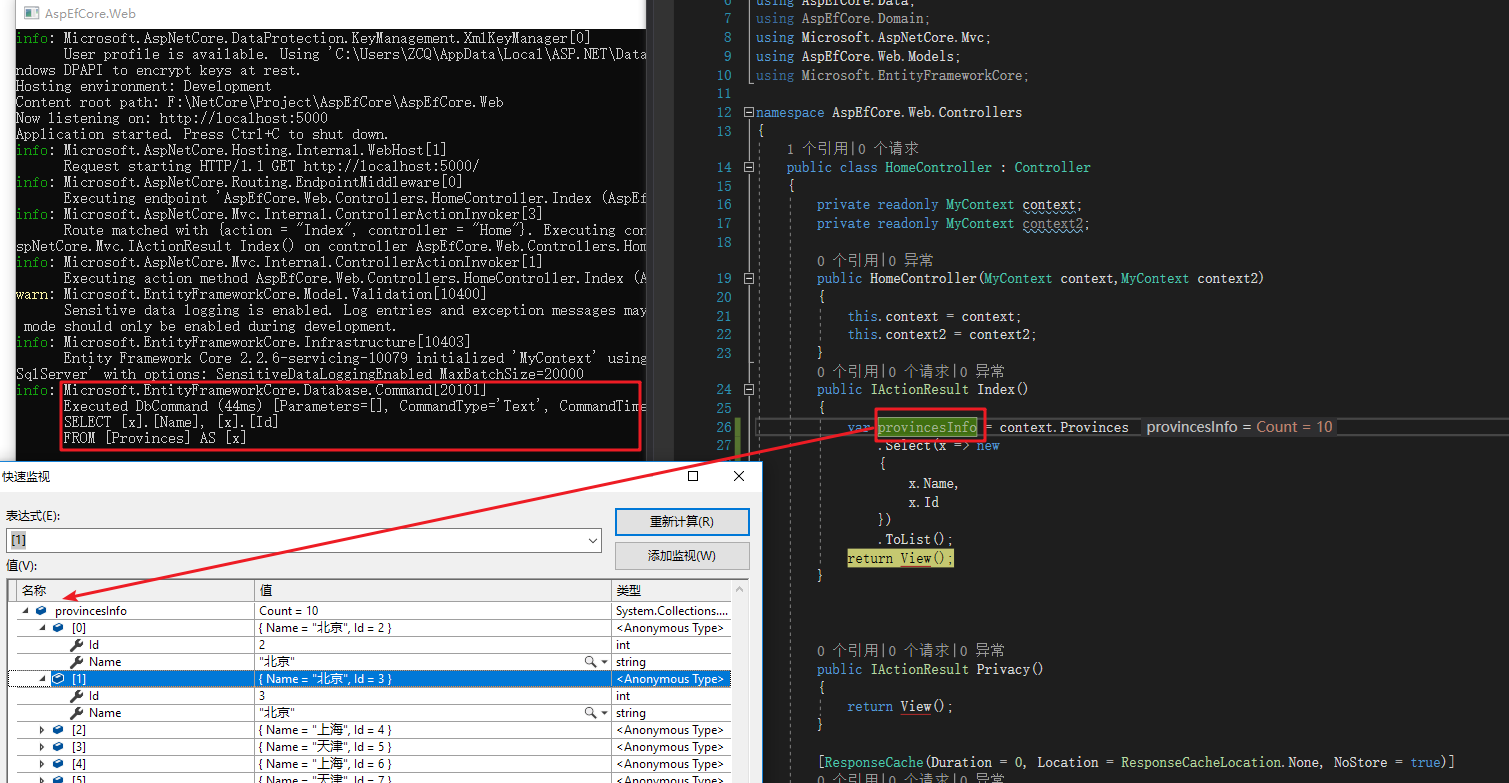 AspEfCore.Web
info: Microsoft.AspNetCore.DataProtection.KeyManagement.XmlKeyManager[0]
User profile is available. Using 'C:\Users\ZCQ\AppData\Local\ASP.NET\Data
ndows DPAPI to encrypt keys at rest.
Hosting environment: Development
Content root path: F:\NetCore\Project\AspEfCore\AspEfCore.Web
Now listening on: http://localhost:5000
Application started. Press Ctrl+C to shut down.
info: Microsoft.AspNetCore.Hosting.Internal.WebHost[1]
Request starting HTTP/1.1 GET http://localhost:5000/
info: Microsoft.AspNetCore.Routing.EndpointMiddleware[0]
Executing endpoint 'AspEfCore.Web.Controllers.HomeController.Index (AspEf
info: Microsoft.AspNetCore.Mvc.Internal.ControllerActionInvoker[3]
Route matched with {action = "Index", controller = "Home"}. Executing con
spNetCore.Mvc.IActionResult Index() on controller AspEfCore.Web.Controllers.Hom
info: Microsoft.AspNetCore.Mvc.Internal.ControllerActionInvoker[1]
Executing action method AspEfCore.Web.Controllers.HomeController.Index (A
warn: Microsoft.EntityFrameworkCore.Model.Validation[10400]
Sensitive data logging is enabled. Log entries and exception messages may
mode should only be enabled during development.
info: Microsoft.EntityFrameworkCore.Infrastructure[10403]
Entity Framework Core 2.2.6-servicing-10079 initialized 'MyContext' using
SqlServer' with options: SensitiveDataLoggingEnabled MaxBatchSize=20000
info: Microsoft.EntityFrameworkCore.Database.Command[20101]
Executed DbCommand (44ms) [Parameters=[], CommandType='Text', CommandTime
SELECT [x].[Name], [x].[Id]
FROM [Provinces] AS [x]
6 using AspEfCore.Data;
7 using AspEfCore.Domain;
8 using Microsoft.AspNetCore.Mvc;
9 using AspEfCore.Web.Models;
10 using Microsoft.EntityFrameworkCore;
11
12 namespace AspEfCore.Web.Controllers
13 {
1 个引用|0 个请求
14 public class HomeController : Controller
15 {
16 private readonly MyContext context;
17 private readonly MyContext context2;
18
0 个引用|0 异常
19 public HomeController(MyContext context,MyContext context2)
20 {
21 this.context = context;
22 this.context2 = context2;
23 }
0 个引用|0 个请求|0 异常
24 public IActionResult Index()
25 {
26 var provincesInfo = context.Provinces provincesInfo = Count = 10
27 .Select(x => new
{
x.Name,
x.Id
})
.ToList();
return View();
}
0 个引用|0 个请求|0 异常
public IActionResult Privacy()
{
return View();
}
[ResponseCache(Duration = 0, Location = ResponseCacheLocation.None, NoStore = true)]
0 个引用|0 个请求|0 异常
快速监视
表达式(E):
[1]
重新计算(R)
添加监视(W)
值(V):
名称 值 类型
provincesInfo Count = 10 System.Collections....
[0] { Name = "北京", Id = 2 } <Anonymous Type>
Id 2 int
Name "北京" string
[1] { Name = "北京", Id = 3 } <Anonymous Type>
Id 3 int
Name "北京" string
[2] { Name = "上海", Id = 4 } <Anonymous Type>
[3] { Name = "天津", Id = 5 } <Anonymous Type>
[4] { Name = "上海", Id = 6 } <Anonymous Type>
[5] { Name = "天津", Id = 7 } <Anonymous Type>